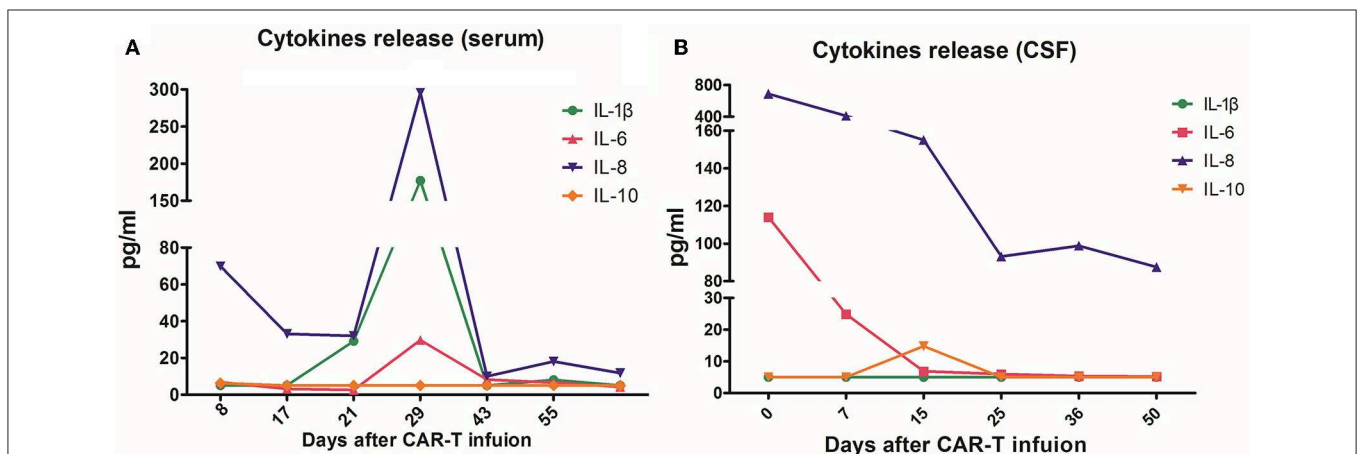 A
Cytokines release (serum)
pg/ml
300
250
200
150
80
60
40
20
0
8
17
21
29
43
55
Days after CAR-T infuion
IL-1β
IL-6
IL-8
IL-10
B
Cytokines release (CSF)
pg/ml
800
400
160
140
120
100
80
30
20
10
0
0
7
15
25
36
50
Days after CAR-T infuion
IL-1β
IL-6
IL-8
IL-10